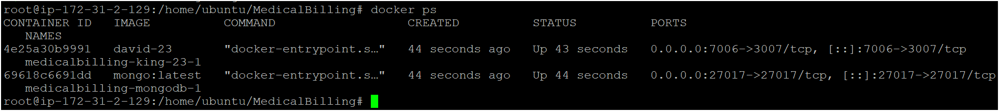 root@ip-172-31-2-129:/home/ubuntu/MedicalBilling# docker ps
CONTAINER ID   IMAGE          COMMAND                  CREATED          STATUS          PORTS
   NAMES
4e25a30b9991   david-23       "docker-entrypoint.s…"   44 seconds ago   Up 43 seconds   0.0.0.0:7006->3007/tcp, [::]:7006->3007/tcp
   medicalbilling-king-23-1
69618c6691dd   mongo:latest   "docker-entrypoint.s…"   44 seconds ago   Up 44 seconds   0.0.0.0:27017->27017/tcp, [::]:27017->27017/tcp
   medicalbilling-mongodb-1
root@ip-172-31-2-129:/home/ubuntu/MedicalBilling#